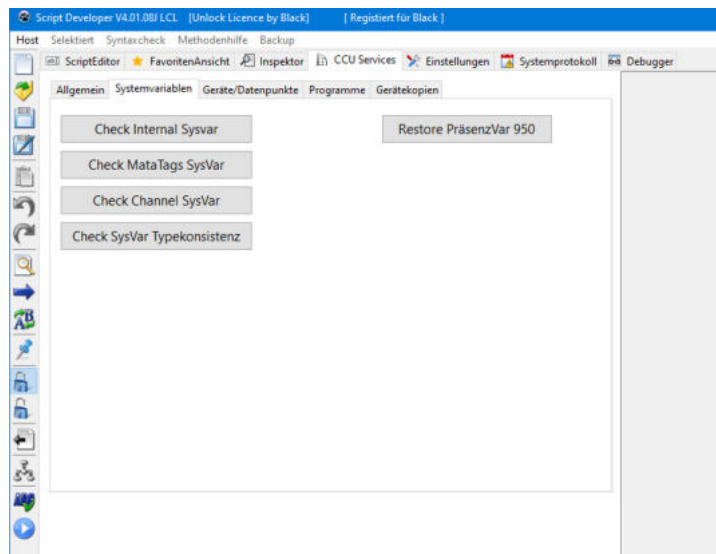 Script Developer V4.01.08J LCL [Unlock Licence by Black] [ Registiert für Black ]
Host Selektiert Syntaxcheck Methodenhilfe Backup
ScriptEditor FavoritenAnsicht Inspektor CCU Services Einstellungen Systemprotokoll Debugger
Allgemein Systemvariablen Geräte/Datenpunkte Programme Gerätekopien
Check Internal Sysvar Restore PräsenzVar 950
Check MataTags SysVar
Check Channel SysVar
Check SysVar Typekonsistenz